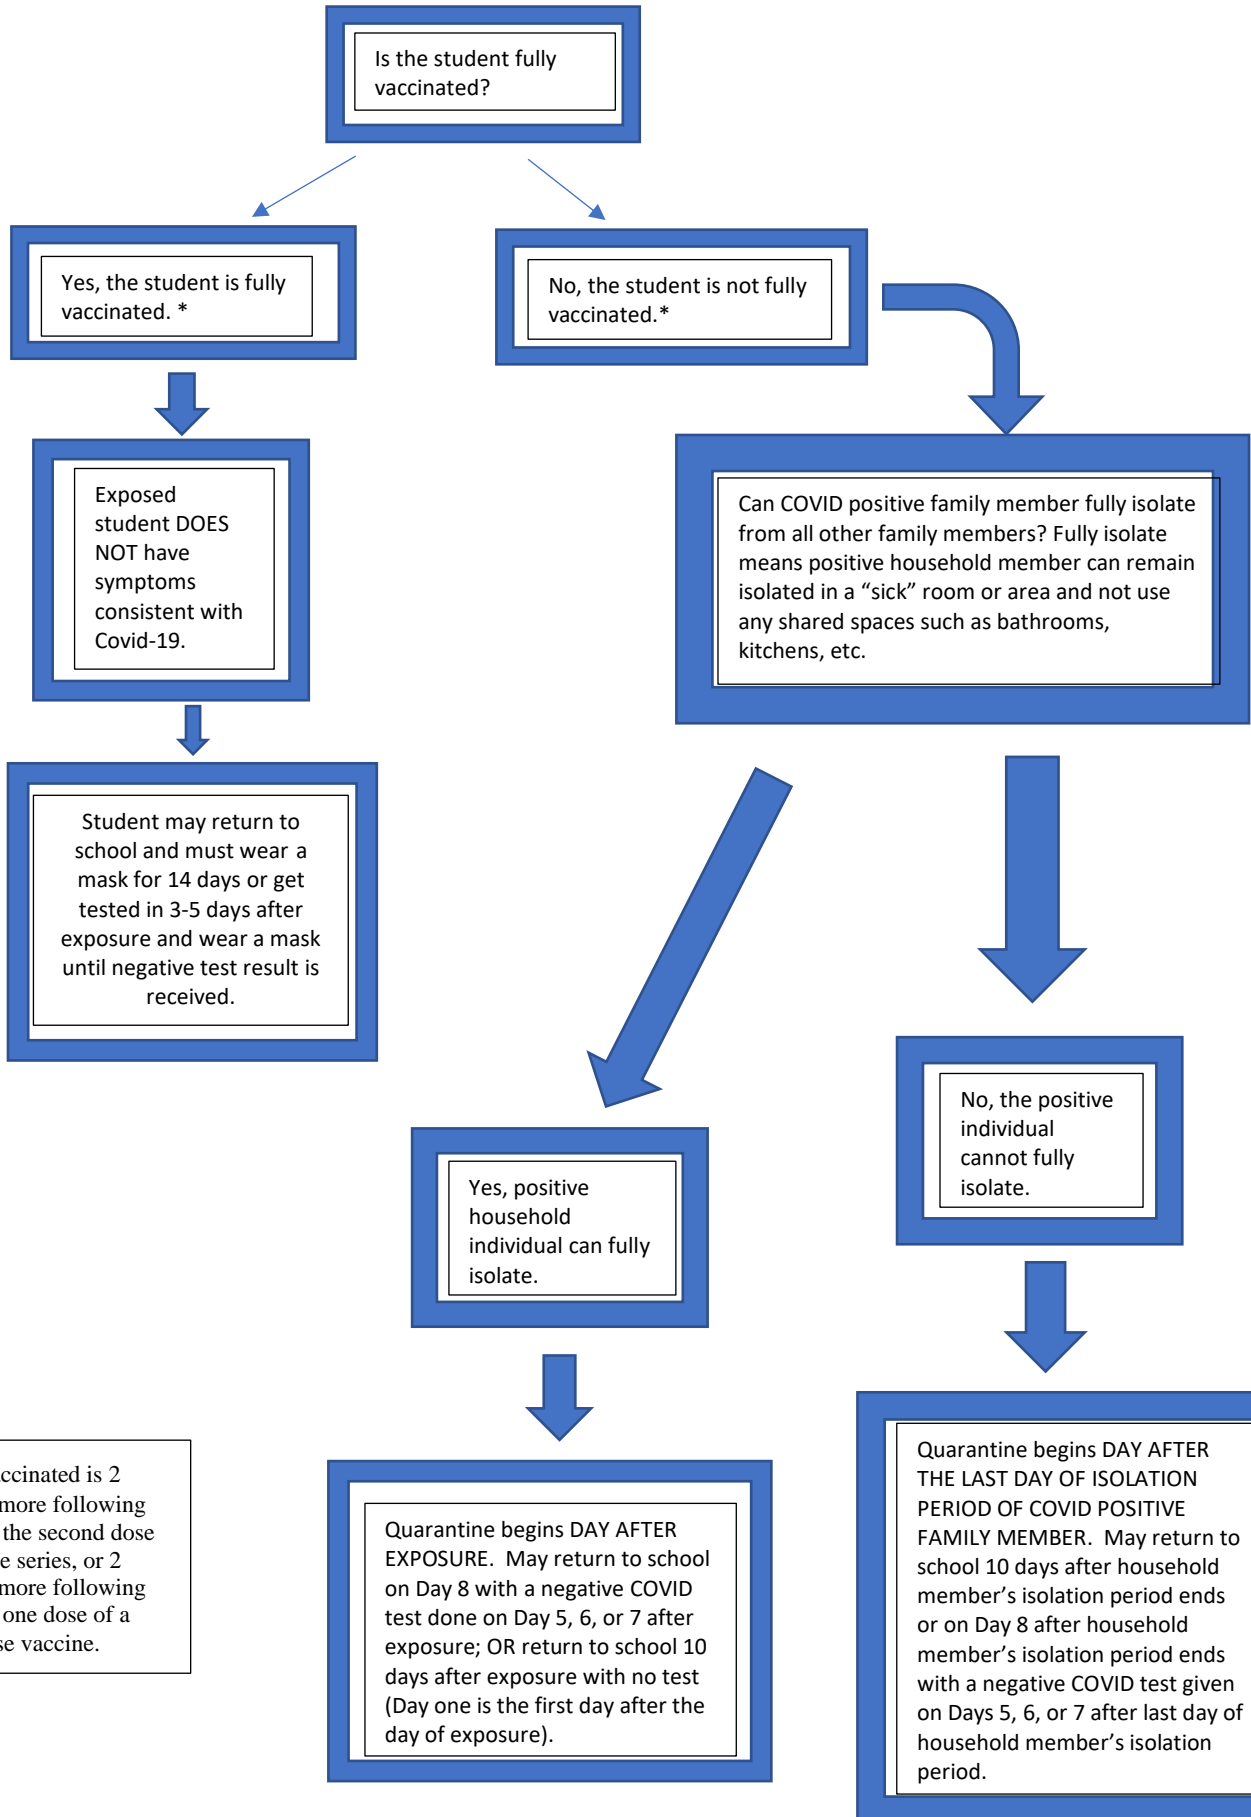 Is the student fully
vaccinated?
Yes, the student is fully
vaccinated. *
No, the student is not fully
vaccinated.*
Exposed
student DOES
NOT have
symptoms
consistent with
Covid-19.
Can COVID positive family member fully isolate
from all other family members? Fully isolate
means positive household member can remain
isolated in a “sick” room or area and not use
any shared spaces such as bathrooms,
kitchens, etc.
Student may return to
school and must wear a
mask for 14 days or get
tested in 3-5 days after
exposure and wear a mask
until negative test result is
received.
Yes, positive
household
individual can fully
isolate.
No, the positive
individual
cannot fully
isolate.
is 2
more following
the second dose
series, or 2
more following
one dose of a
vaccine.
Quarantine begins DAY AFTER
EXPOSURE.  May return to school
on Day 8 with a negative COVID
test done on Day 5, 6, or 7 after
exposure; OR return to school 10
days after exposure with no test
(Day one is the first day after the
day of exposure).
Quarantine begins DAY AFTER
THE LAST DAY OF ISOLATION
PERIOD OF COVID POSITIVE
FAMILY MEMBER.  May return to
school 10 days after household
member’s isolation period ends
or on Day 8 after household
member’s isolation period ends
with a negative COVID test given
on Days 5, 6, or 7 after last day of
household member’s isolation
period.